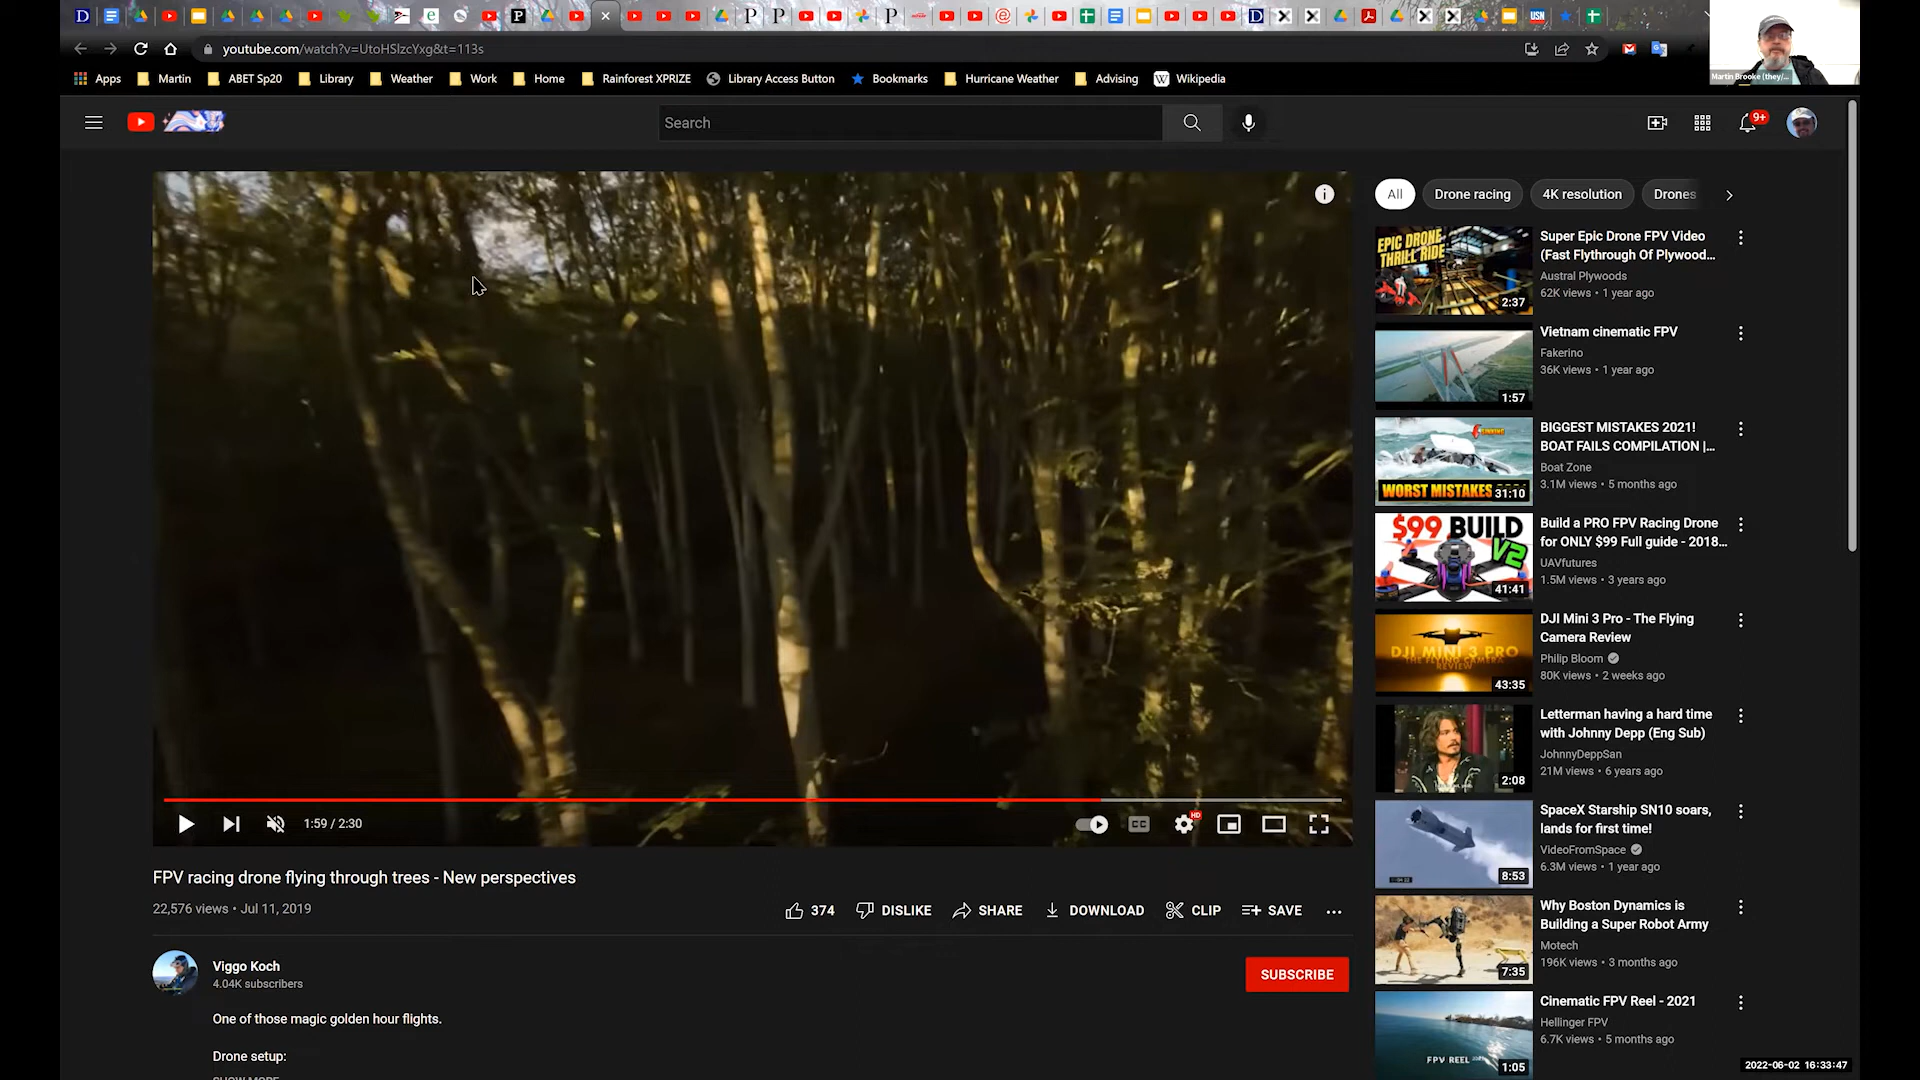 youtube.com/watch?v=UtoHSlzcYxg&t=113s
Apps Martin ABET Sp20 Library Weather Work Home Rainforest XPRIZE Library Access Button Bookmarks Hurricane Weather Advising Wikipedia
Martin Brooke (they/...
Search
9+
All Drone racing 4K resolution Drones
EPIC DRONE
THRILL RIDE
2:37
Super Epic Drone FPV Video
(Fast Flythrough Of Plywood...
Austral Plywoods
62K views • 1 year ago
1:57
Vietnam cinematic FPV
Fakerino
36K views • 1 year ago
WORST MISTAKES 31:10
BIGGEST MISTAKES 2021!
BOAT FAILS COMPILATION |...
Boat Zone
3.1M views • 5 months ago
$99 BUILD
V2
41:41
Build a PRO FPV Racing Drone
for ONLY $99 Full guide - 2018...
UAVfutures
1.5M views • 3 years ago
DJI MINI 3 PRO
THE FLYING CAMERA
REVIEW
43:35
DJI Mini 3 Pro - The Flying
Camera Review
Philip Bloom
80K views • 2 weeks ago
2:08
Letterman having a hard time
with Johnny Depp (Eng Sub)
JohnnyDeppSan
21M views • 6 years ago
8:53
SpaceX Starship SN10 soars,
lands for first time!
VideoFromSpace
6.3M views • 1 year ago
7:35
Why Boston Dynamics is
Building a Super Robot Army
Motech
196K views • 3 months ago
FPV REEL
1:05
Cinematic FPV Reel - 2021
Hellinger FPV
6.7K views • 5 months ago
1:59 / 2:30
CC HD
FPV racing drone flying through trees - New perspectives
22,576 views • Jul 11, 2019
374 DISLIKE SHARE DOWNLOAD CLIP SAVE ...
Viggo Koch
4.04K subscribers
SUBSCRIBE
One of those magic golden hour flights.
Drone setup:
SHOW MORE
2022-06-02 16:33:47